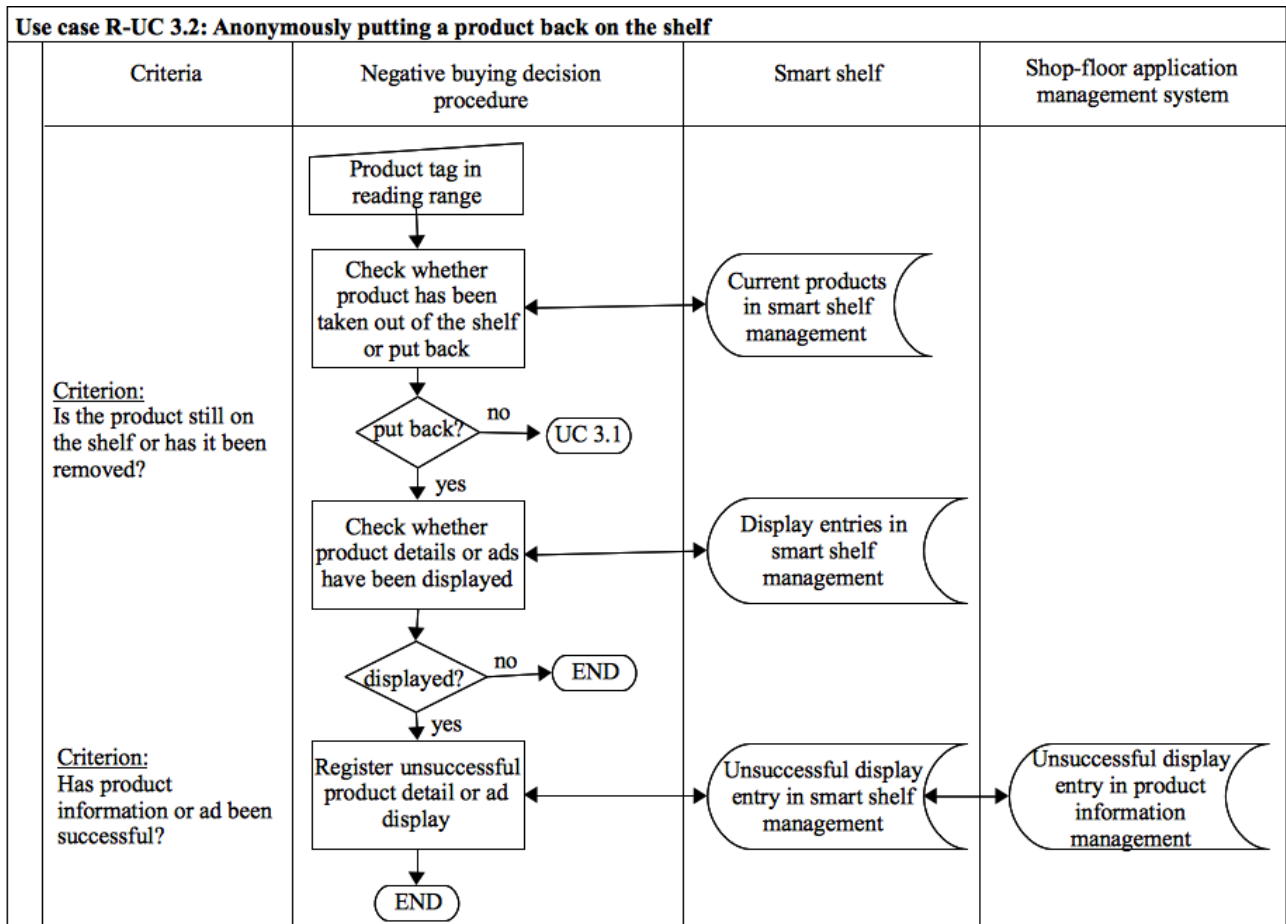 Use case R-UC 3.2: Anonymously putting a product back on the shelf
Criteria
Negative buying decision
procedure
Smart shelf
Shop-floor application
management system
Product tag in
reading range
Check whether
product has been
taken out of the shelf
or put back
Current products
in smart shelf
management
Criterion:
Is the product still on
the shelf or has it been
removed?
put back?
no
UC 3.1
yes
Check whether
product details or ads
have been displayed
Display entries in
smart shelf
management
displayed?
no
END
yes
Criterion:
Has product
information or ad been
successful?
Register unsuccessful
product detail or ad
display
Unsuccessful display
entry in smart shelf
management
Unsuccessful display
entry in product
information
management
END